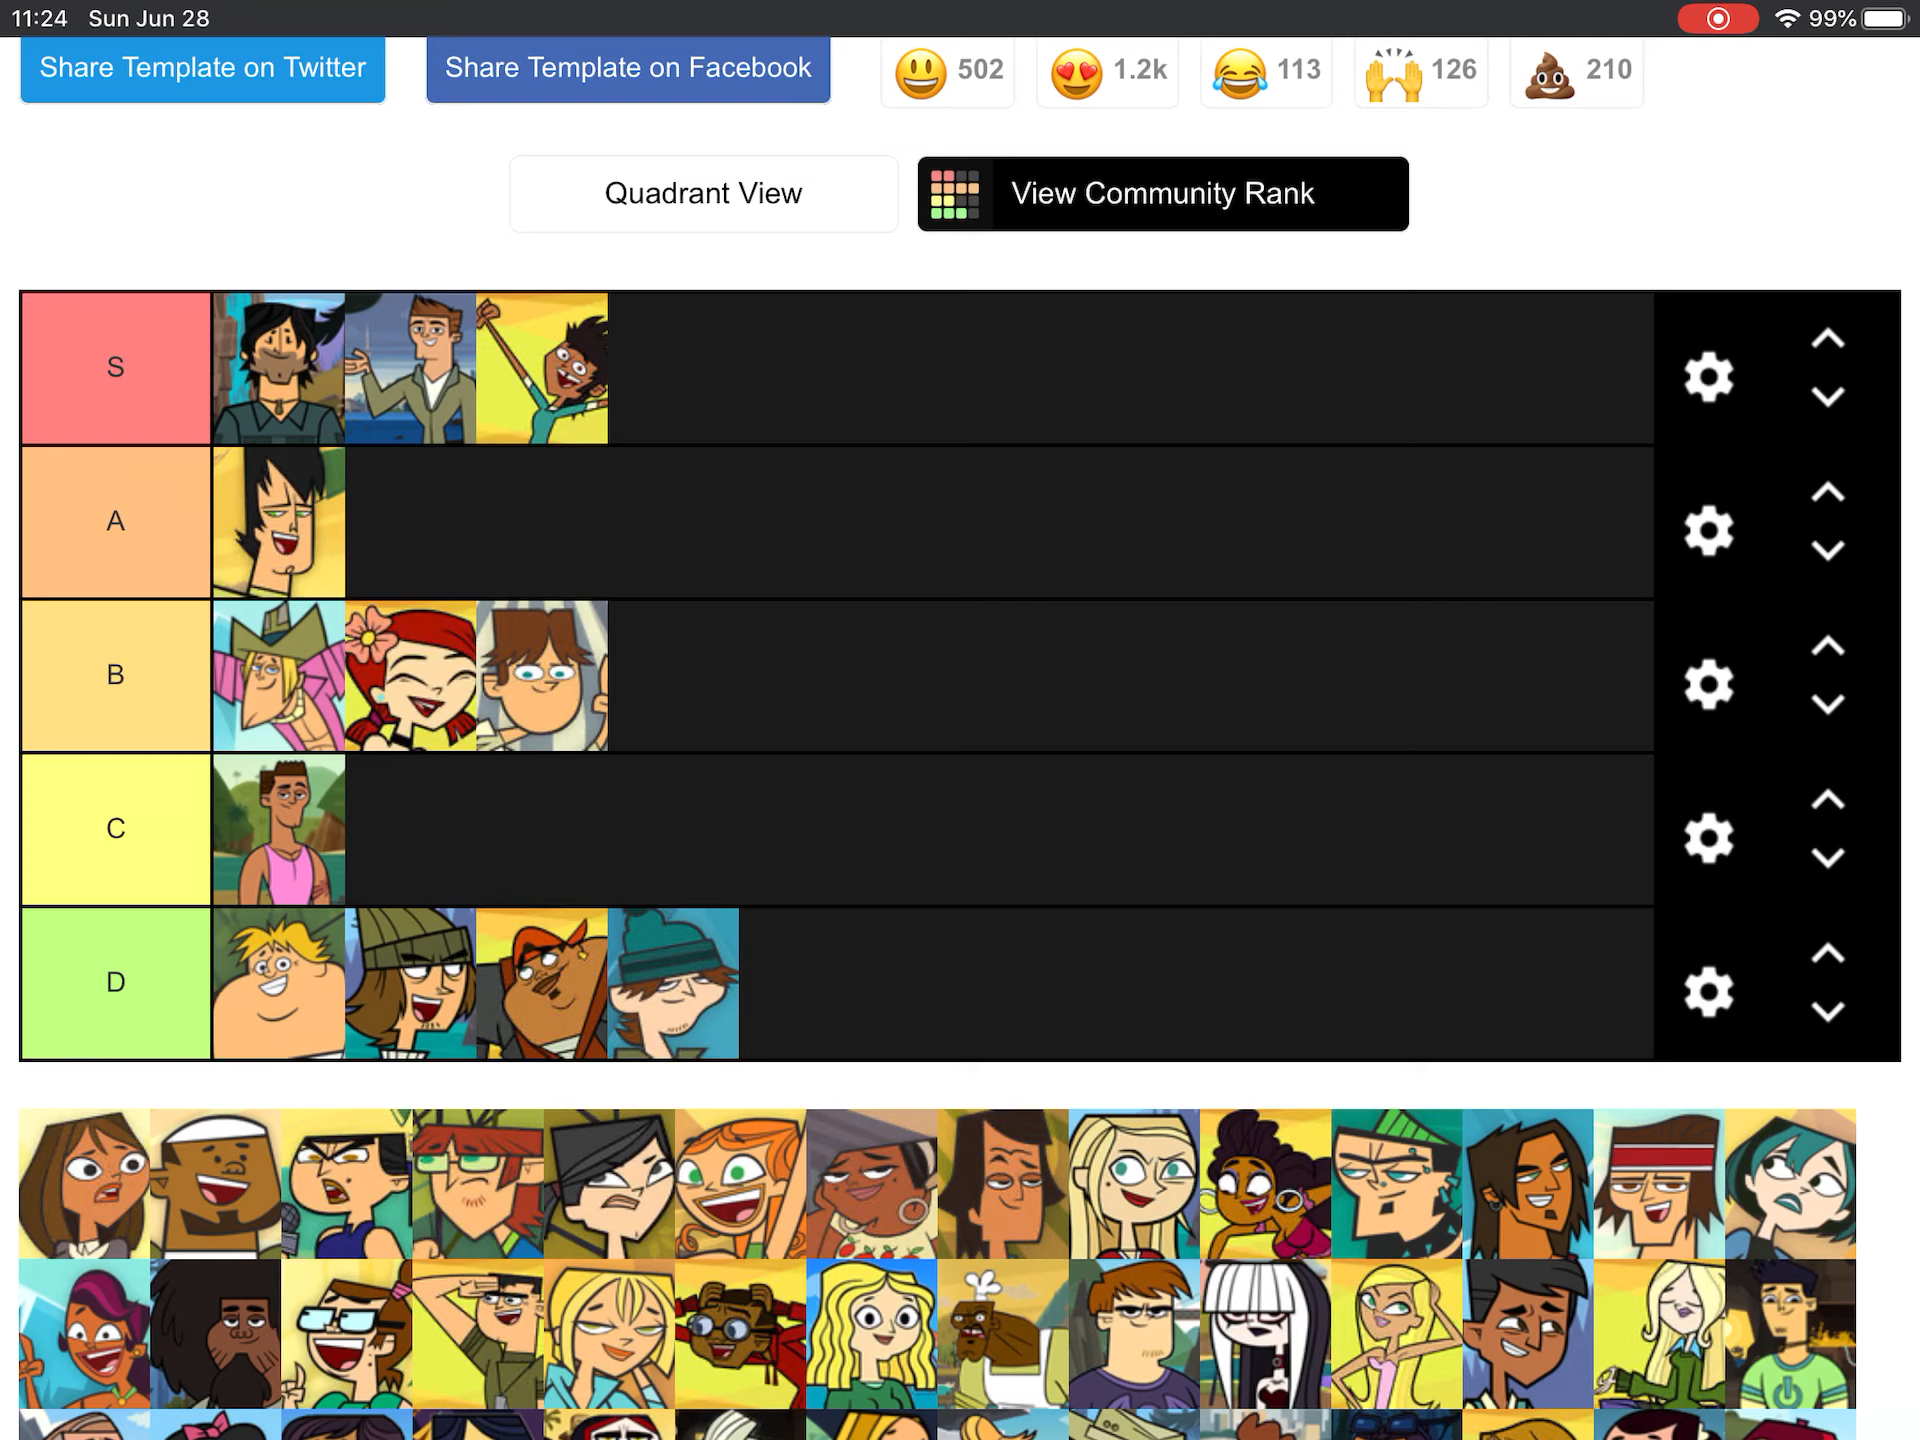 11:24 Sun Jun 28 99%
Share Template on Twitter Share Template on Facebook 502 1.2k 113 126 210
Quadrant View View Community Rank
S
A
B
C
D